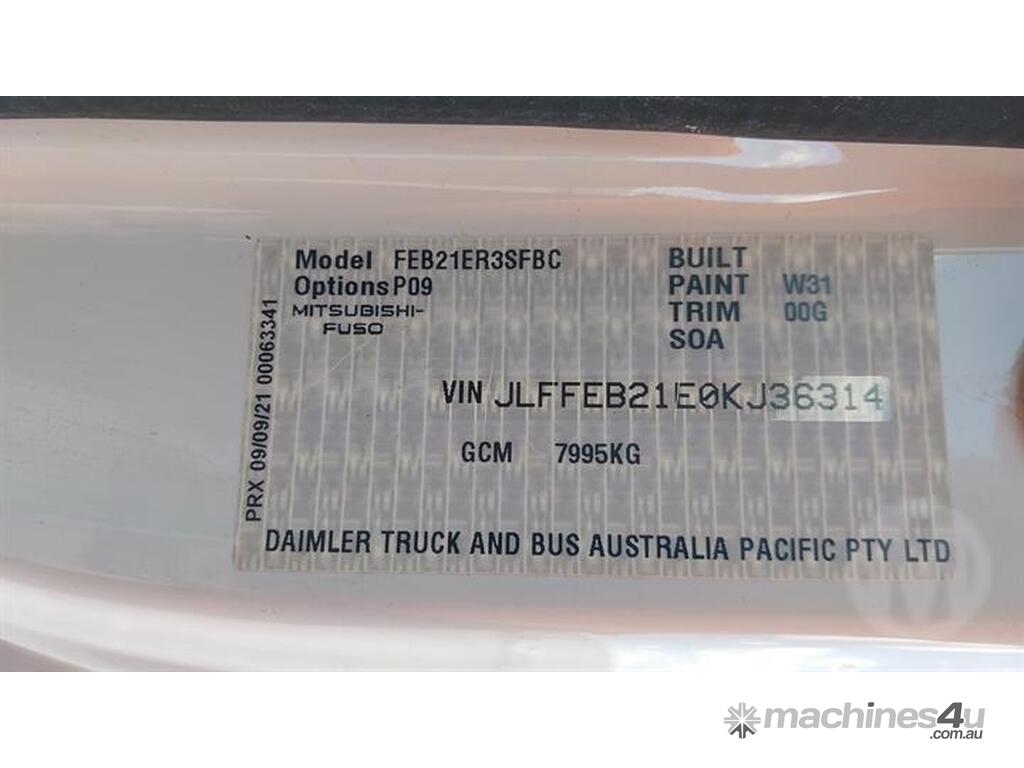 Model FEB21ER3SFBC
Options P09
MITSUBISHI-
FUSO
BUILT
PAINT W31
TRIM 00G
SOA
VIN JLFFEB21E0KJ36314
GCM 7995KG
PRX 09/09/21 00063341
DAIMLER TRUCK AND BUS AUSTRALIA PACIFIC PTY LTD
machines4u
.com.au